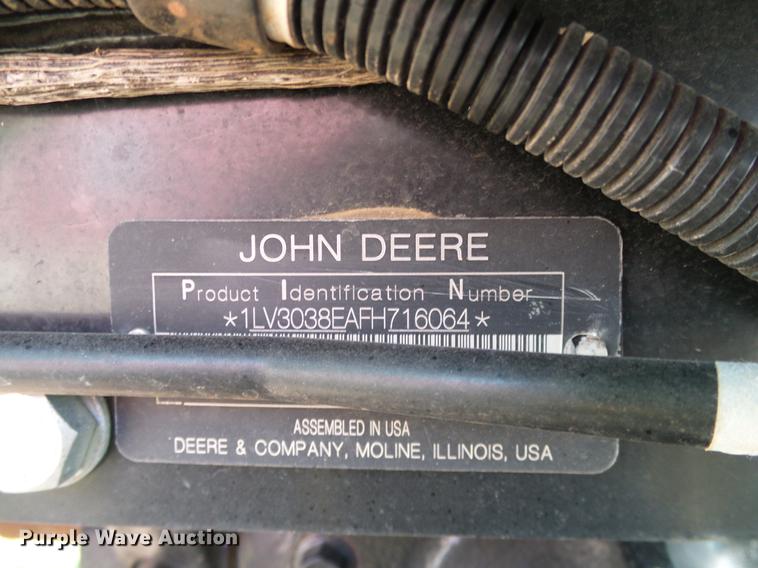 JOHN DEERE
Product Identification Number
*1LV3038EAFH716064*
ASSEMBLED IN USA
DEERE & COMPANY, MOLINE, ILLINOIS, USA
Purple Wave Auction